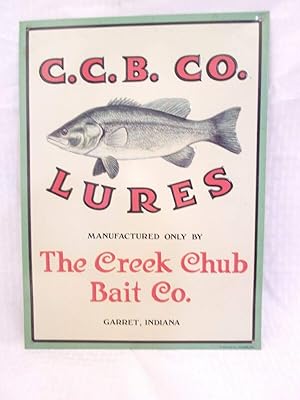 C.C.B. CO.
LURES
MANUFACTURED ONLY BY
The Creek Chub
Bait Co.
GARRET, INDIANA